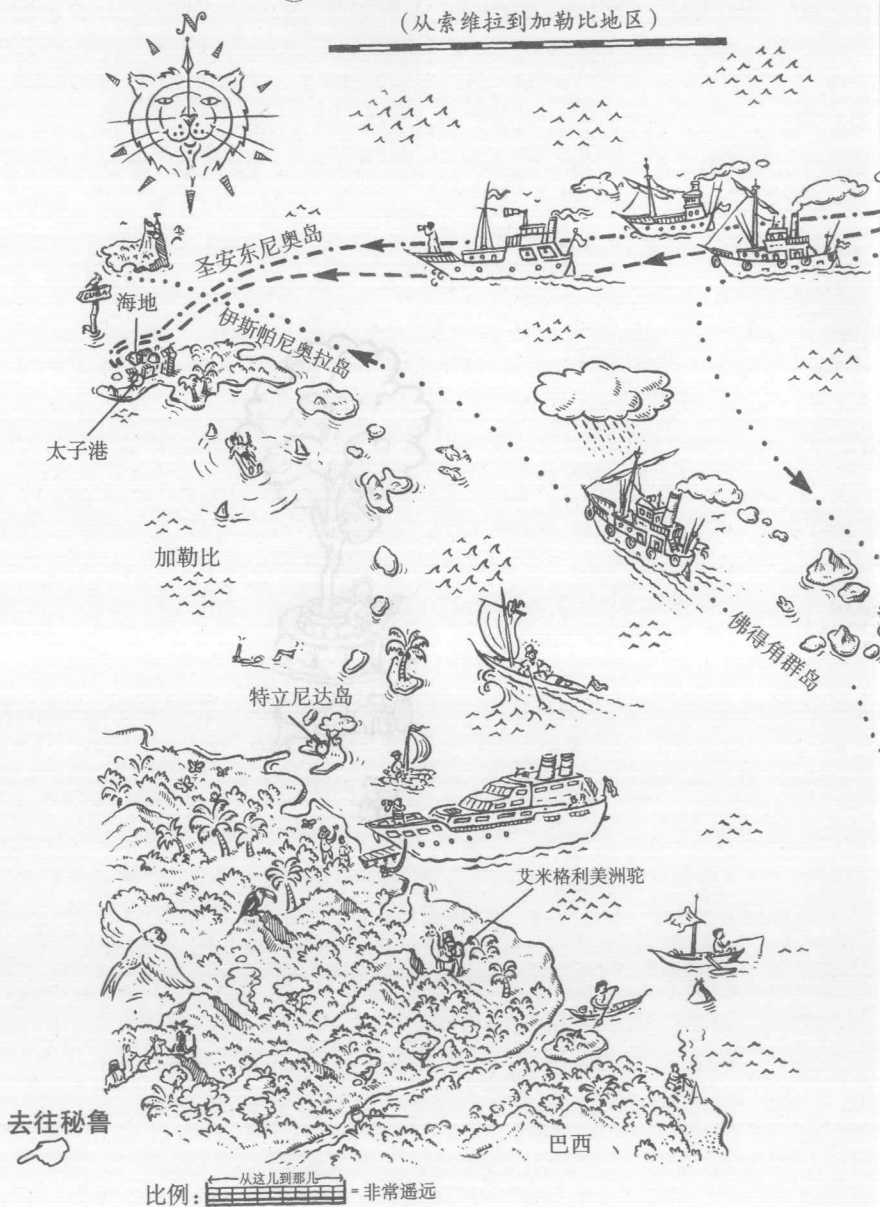 (从索维拉到加勒比地区)
N
圣安东尼奥岛
海地
伊斯帕尼奥拉岛
太子港
加勒比
佛得角群岛
特立尼达岛
艾米格利美洲驼
去往秘鲁
巴西
比例:
从这儿到那儿
=非常遥远